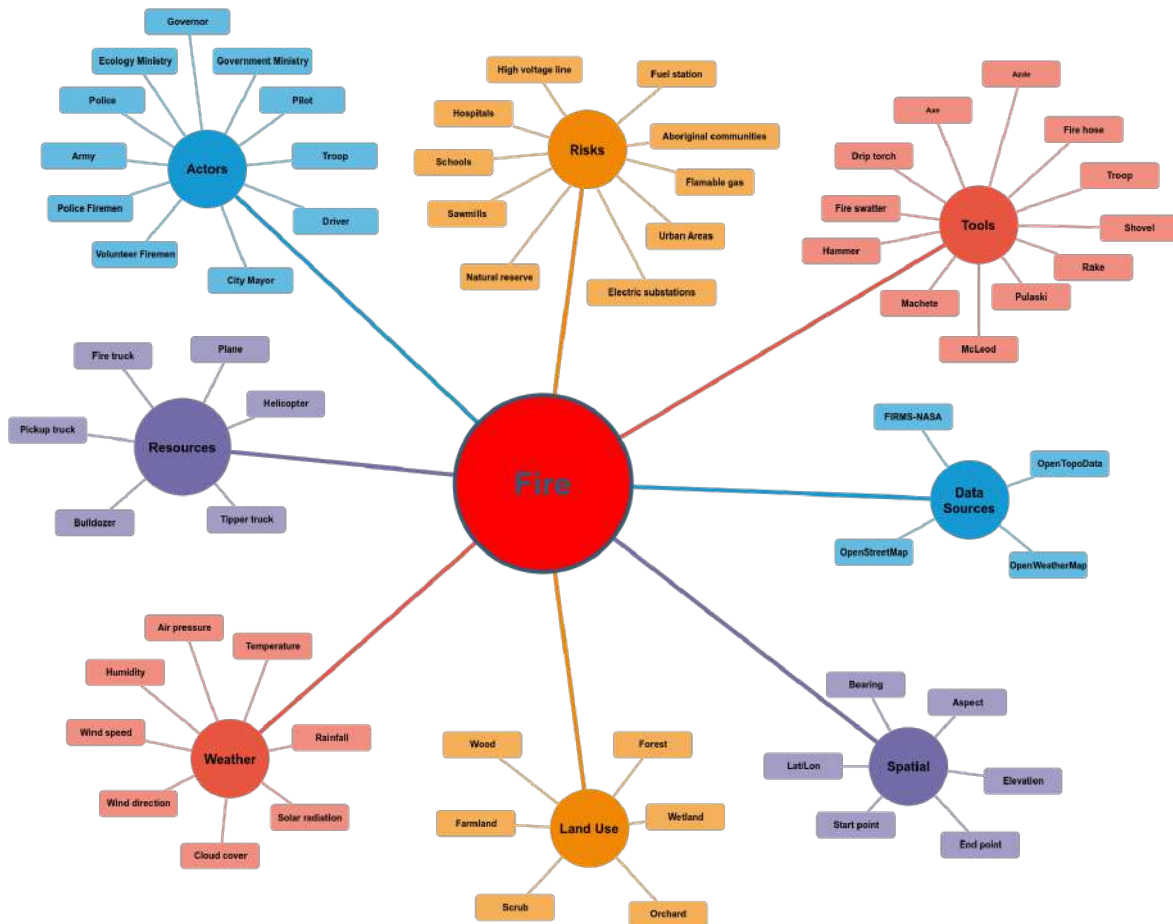 Governor
Ecology Ministry
Government Ministry
Police
Pilot
Army
Troop
Police Firemen
Driver
Volunteer Firemen
City Mayor
Actors
High voltage line
Fuel station
Hospitals
Aboriginal communities
Schools
Flamable gas
Sawmills
Urban Areas
Natural reserve
Electric substations
Risks
Azde
Axe
Fire hose
Drip torch
Troop
Fire swatter
Shovel
Hammer
Rake
Machete
Pulaski
McLeod
Tools
Fire truck
Plane
Helicopter
Pickup truck
Bulldozer
Tipper truck
Resources
Fire
FIRMS-NASA
OpenTopoData
OpenStreetMap
OpenWeatherMap
Data
Sources
Air pressure
Temperature
Humidity
Wind speed
Rainfall
Wind direction
Solar radiation
Cloud cover
Weather
Wood
Forest
Farmland
Wetland
Scrub
Orchard
Land Use
Bearing
Aspect
Lat/Lon
Elevation
Start point
End point
Spatial